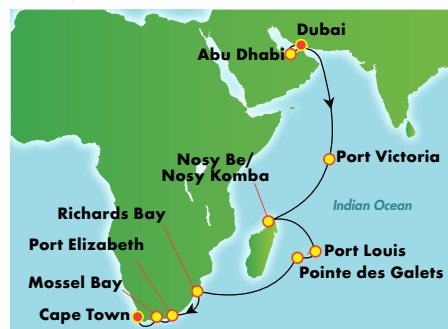 Dubai
Abu Dhabi
Port Victoria
Nosy Be/
Nosy Komba
Indian Ocean
Richards Bay
Port Elizabeth
Port Louis
Pointe des Galets
Mossel Bay
Cape Town